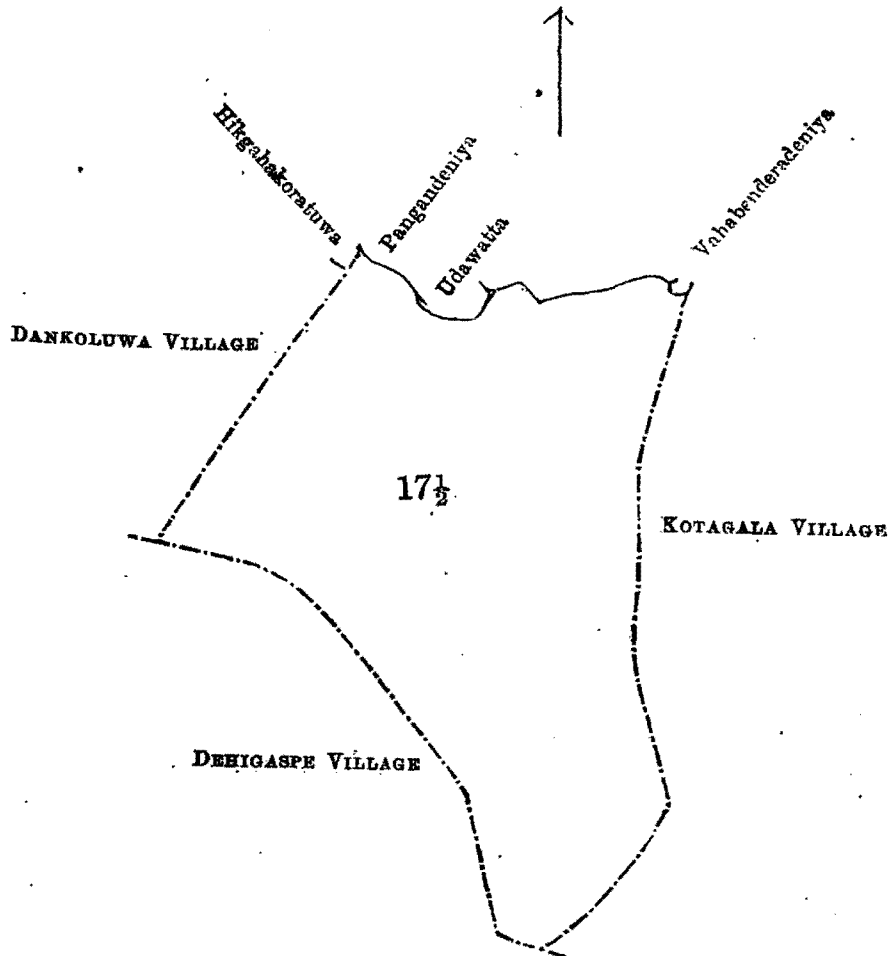 Hikgahakoratuwa
Pangandeniya
Udawatta
Vahabenderadeniya
DANKOLUWA VILLAGE
17½
KOTAGALA VILLAGE
DEHIGASPE VILLAGE